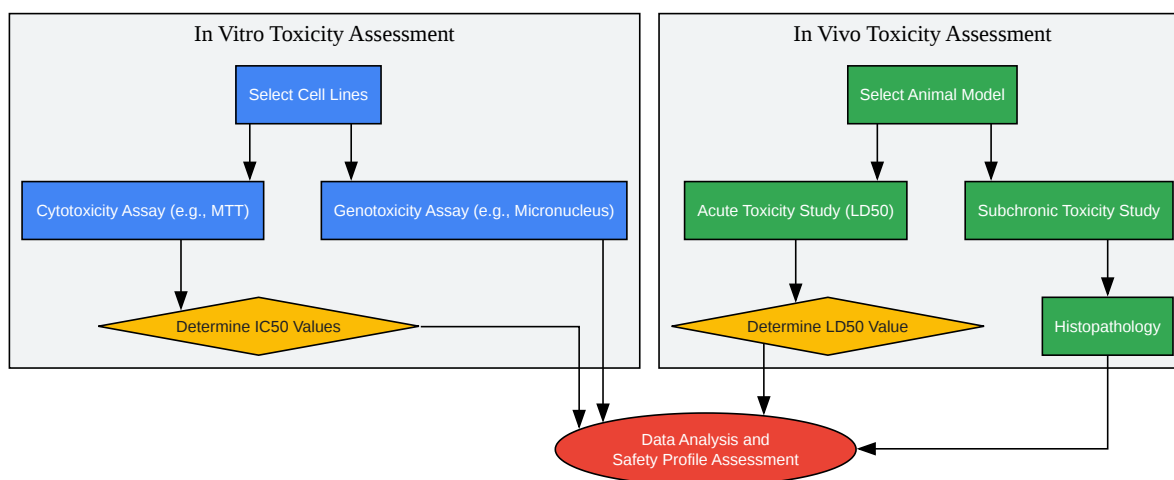 In Vitro Toxicity Assessment
Select Cell Lines
Cytotoxicity Assay (e.g., MTT)
Genotoxicity Assay (e.g., Micronucleus)
Determine IC50 Values
In Vivo Toxicity Assessment
Select Animal Model
Acute Toxicity Study (LD50)
Subchronic Toxicity Study
Determine LD50 Value
Histopathology
Data Analysis and
Safety Profile Assessment